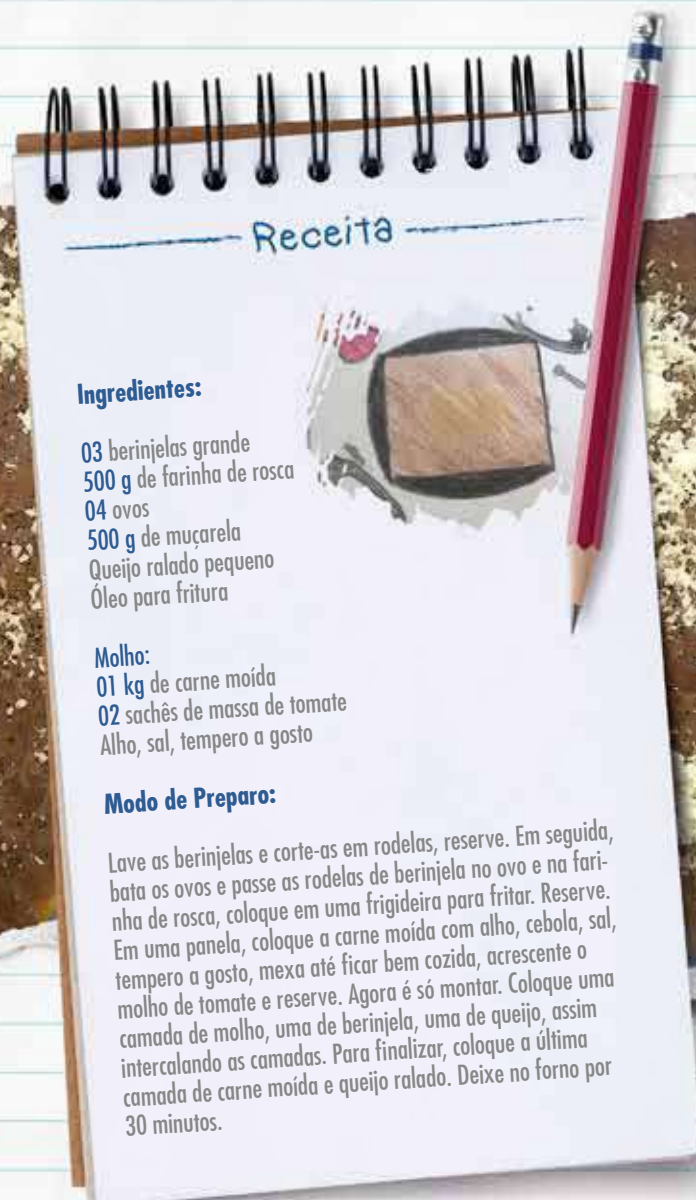 Receita
Ingredientes:
03 berinjelas grande
500 g de farinha de rosca
04 ovos
500 g de muçarela
Queijo ralado pequeno
Óleo para fritura
Molho:
01 kg de carne moída
02 sachês de massa de tomate
Alho, sal, tempero a gosto
Modo de Preparo:
Lave as berinjelas e corte-as em rodelas, reserve. Em seguida,
bata os ovos e passe as rodelas de berinjela no ovo e na fari-
nha de rosca, coloque em uma frigideira para fritar. Reserve.
Em uma panela, coloque a carne moída com alho, cebola, sal,
tempero a gosto, mexa até ficar bem cozida, acrescente o
molho de tomate e reserve. Agora é só montar. Coloque uma
camada de molho, uma de berinjela, uma de queijo, assim
intercalando as camadas. Para finalizar, coloque a última
camada de carne moída e queijo ralado. Deixe no forno por
30 minutos.